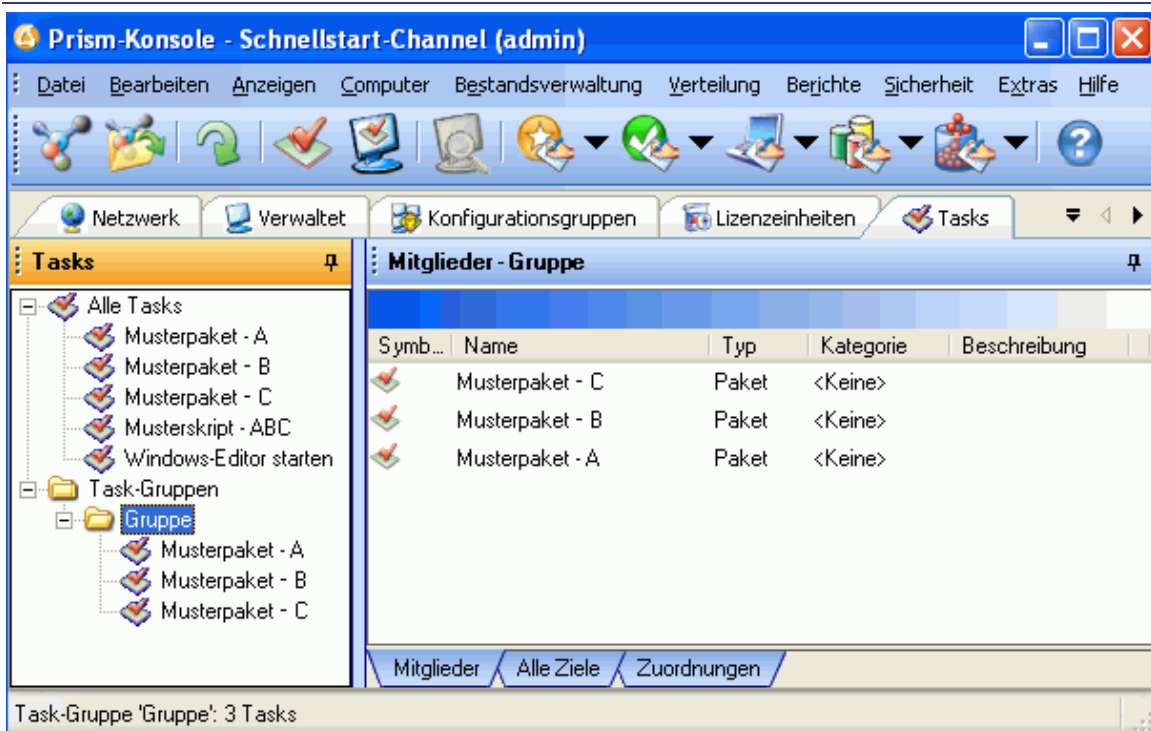 Prism-Konsole - Schnellstart-Channel (admin)
Datei Bearbeiten Anzeigen Computer Bestandsverwaltung Verteilung Berichte Sicherheit Extras Hilfe
Netzwerk Verwaltet Konfigurationsgruppen Lizenzeinheiten Tasks
Tasks
Alle Tasks
Musterpaket - A
Musterpaket - B
Musterpaket - C
Musterskript - ABC
Windows-Editor starten
Task-Gruppen
Gruppe
Musterpaket - A
Musterpaket - B
Musterpaket - C
Mitglieder - Gruppe
Symb... Name Typ Kategorie Beschreibung
Musterpaket - C Paket <Keine>
Musterpaket - B Paket <Keine>
Musterpaket - A Paket <Keine>
Mitglieder Alle Ziele Zuordnungen
Task-Gruppe 'Gruppe': 3 Tasks